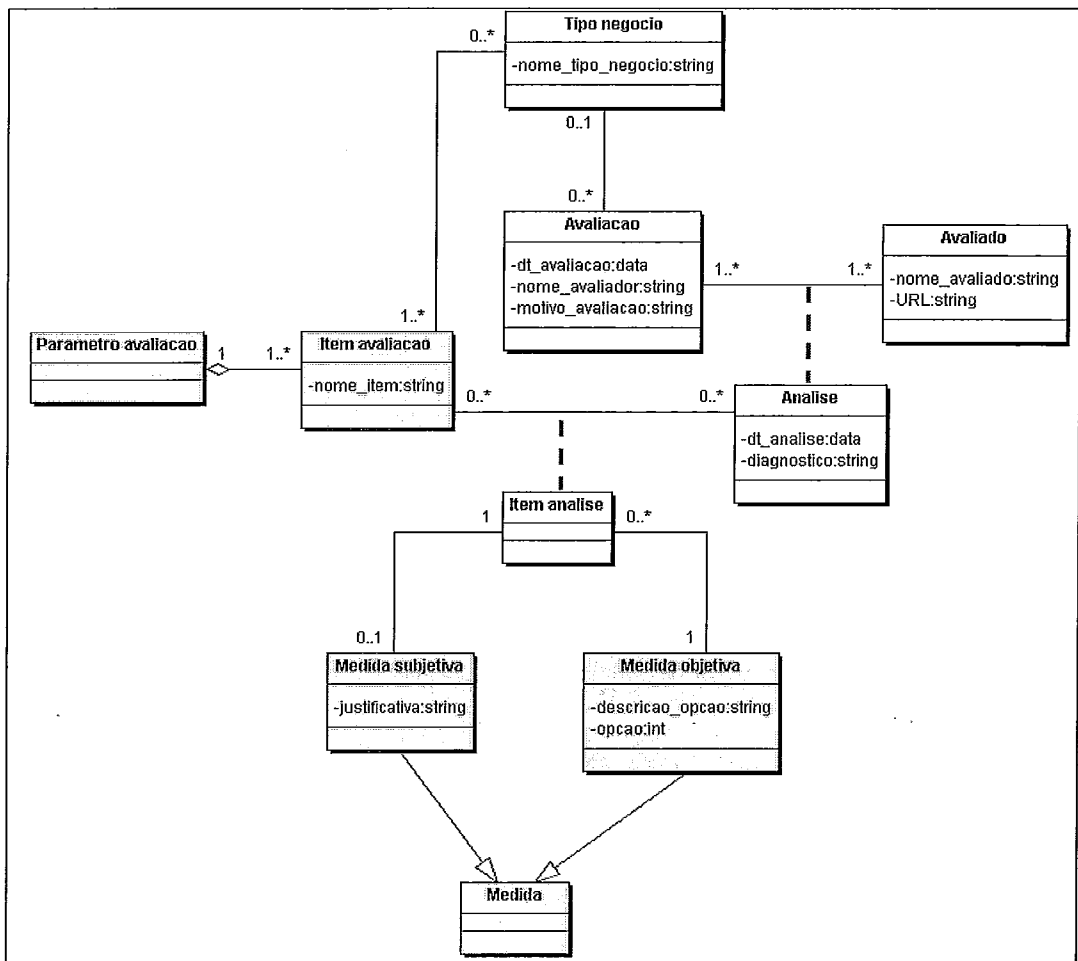 Tipo negocio
0..*
-nome_tipo_negocio:string
0..1
0..*
Avaliacao
-dt_avaliacao:data
-nome_avaliador:string
-motivo_avaliacao:string
1..*
1..*
Avaliado
-nome_avaliado:string
-URL:string
1..*
Parametro avaliacao
1
1..*
Item avaliacao
-nome_item:string
0..*
0..*
Analise
-dt_analise:data
-diagnostico:string
Item analise
1
0..*
0..1
1
Medida subjetiva
-justificativa:string
Medida objetiva
-descricao_opcao:string
-opcao:int
Medida